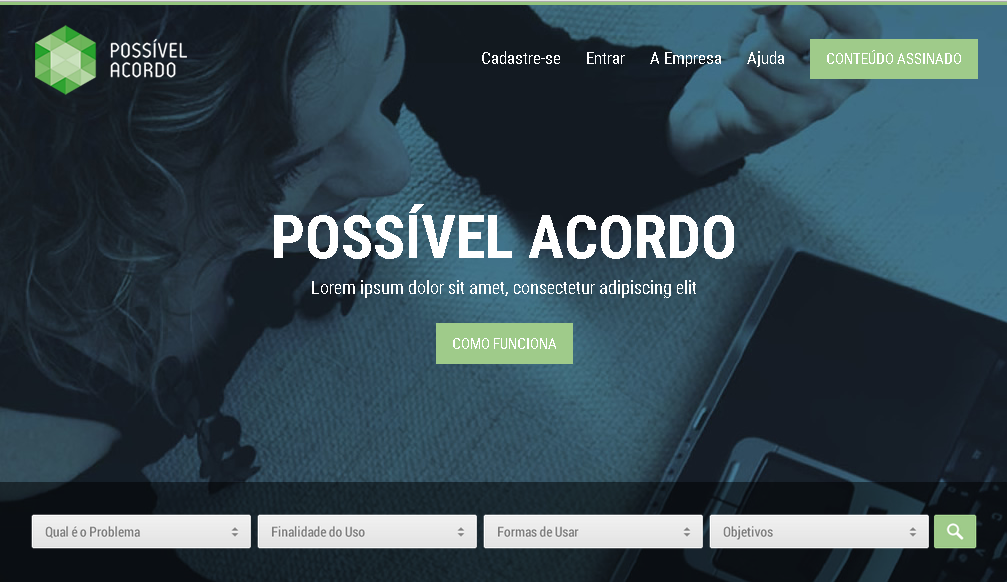 POSSÍVEL
ACORDO
Cadastre-se Entrar A Empresa Ajuda CONTEÚDO ASSINADO
POSSÍVEL ACORDO
Lorem ipsum dolor sit amet, consectetur adipiscing elit
COMO FUNCIONA
Qual é o Problema Finalidade do Uso Formas de Usar Objetivos